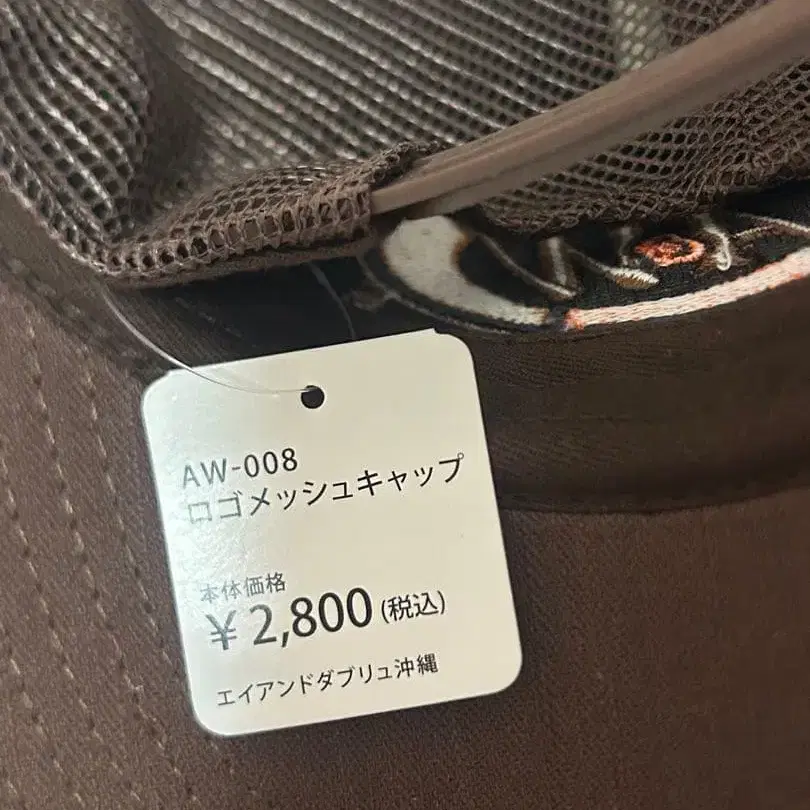 AW-008
ロゴメッシュキャップ
本体価格
¥2,800(税込)
エイアンドダブリュ沖縄